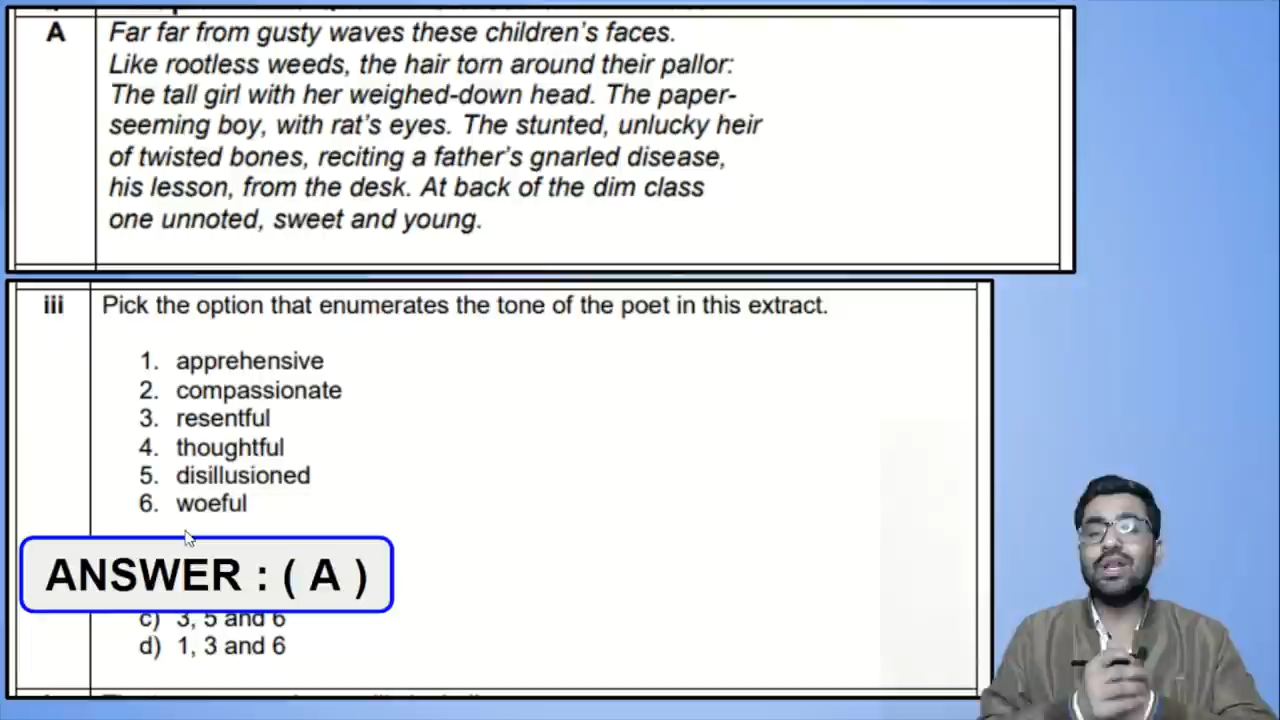 A
Far far from gusty waves these children's faces.
Like rootless weeds, the hair torn around their pallor:
The tall girl with her weighed-down head. The paper-
seeming boy, with rat's eyes. The stunted, unlucky heir
of twisted bones, reciting a father's gnarled disease,
his lesson, from the desk. At back of the dim class
one unnoted, sweet and young.
iii
Pick the option that enumerates the tone of the poet in this extract.
1. apprehensive
2. compassionate
3. resentful
4. thoughtful
5. disillusioned
6. woeful
ANSWER : ( A )
c) 3, 5 and 6
d) 1, 3 and 6